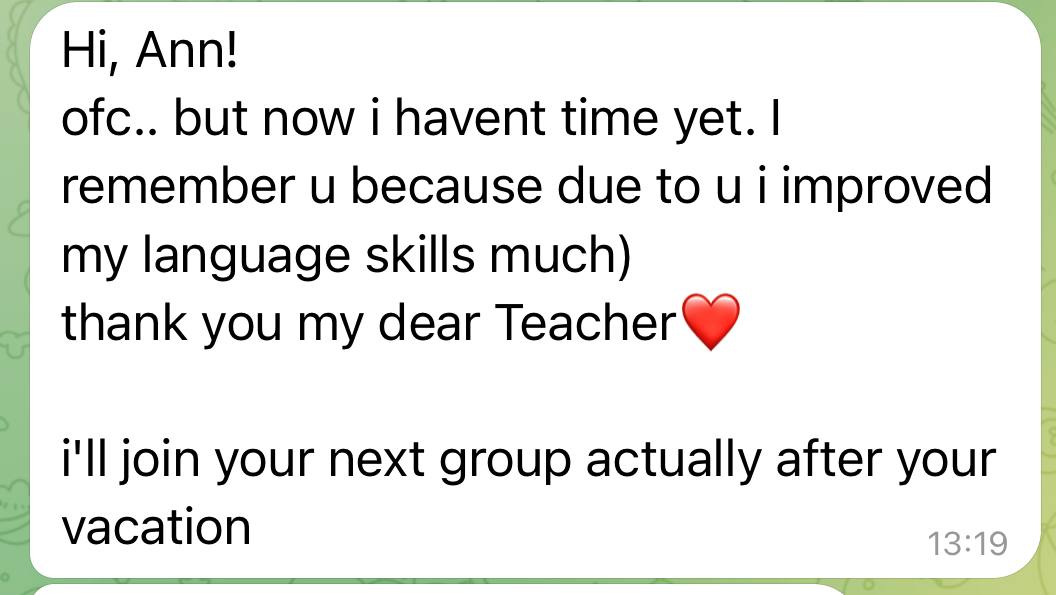 Hi, Ann!
ofc.. but now i havent time yet. I
remember u because due to u i improved
my language skills much)
thank you my dear Teacher❤️
i'll join your next group actually after your
vacation
13:19